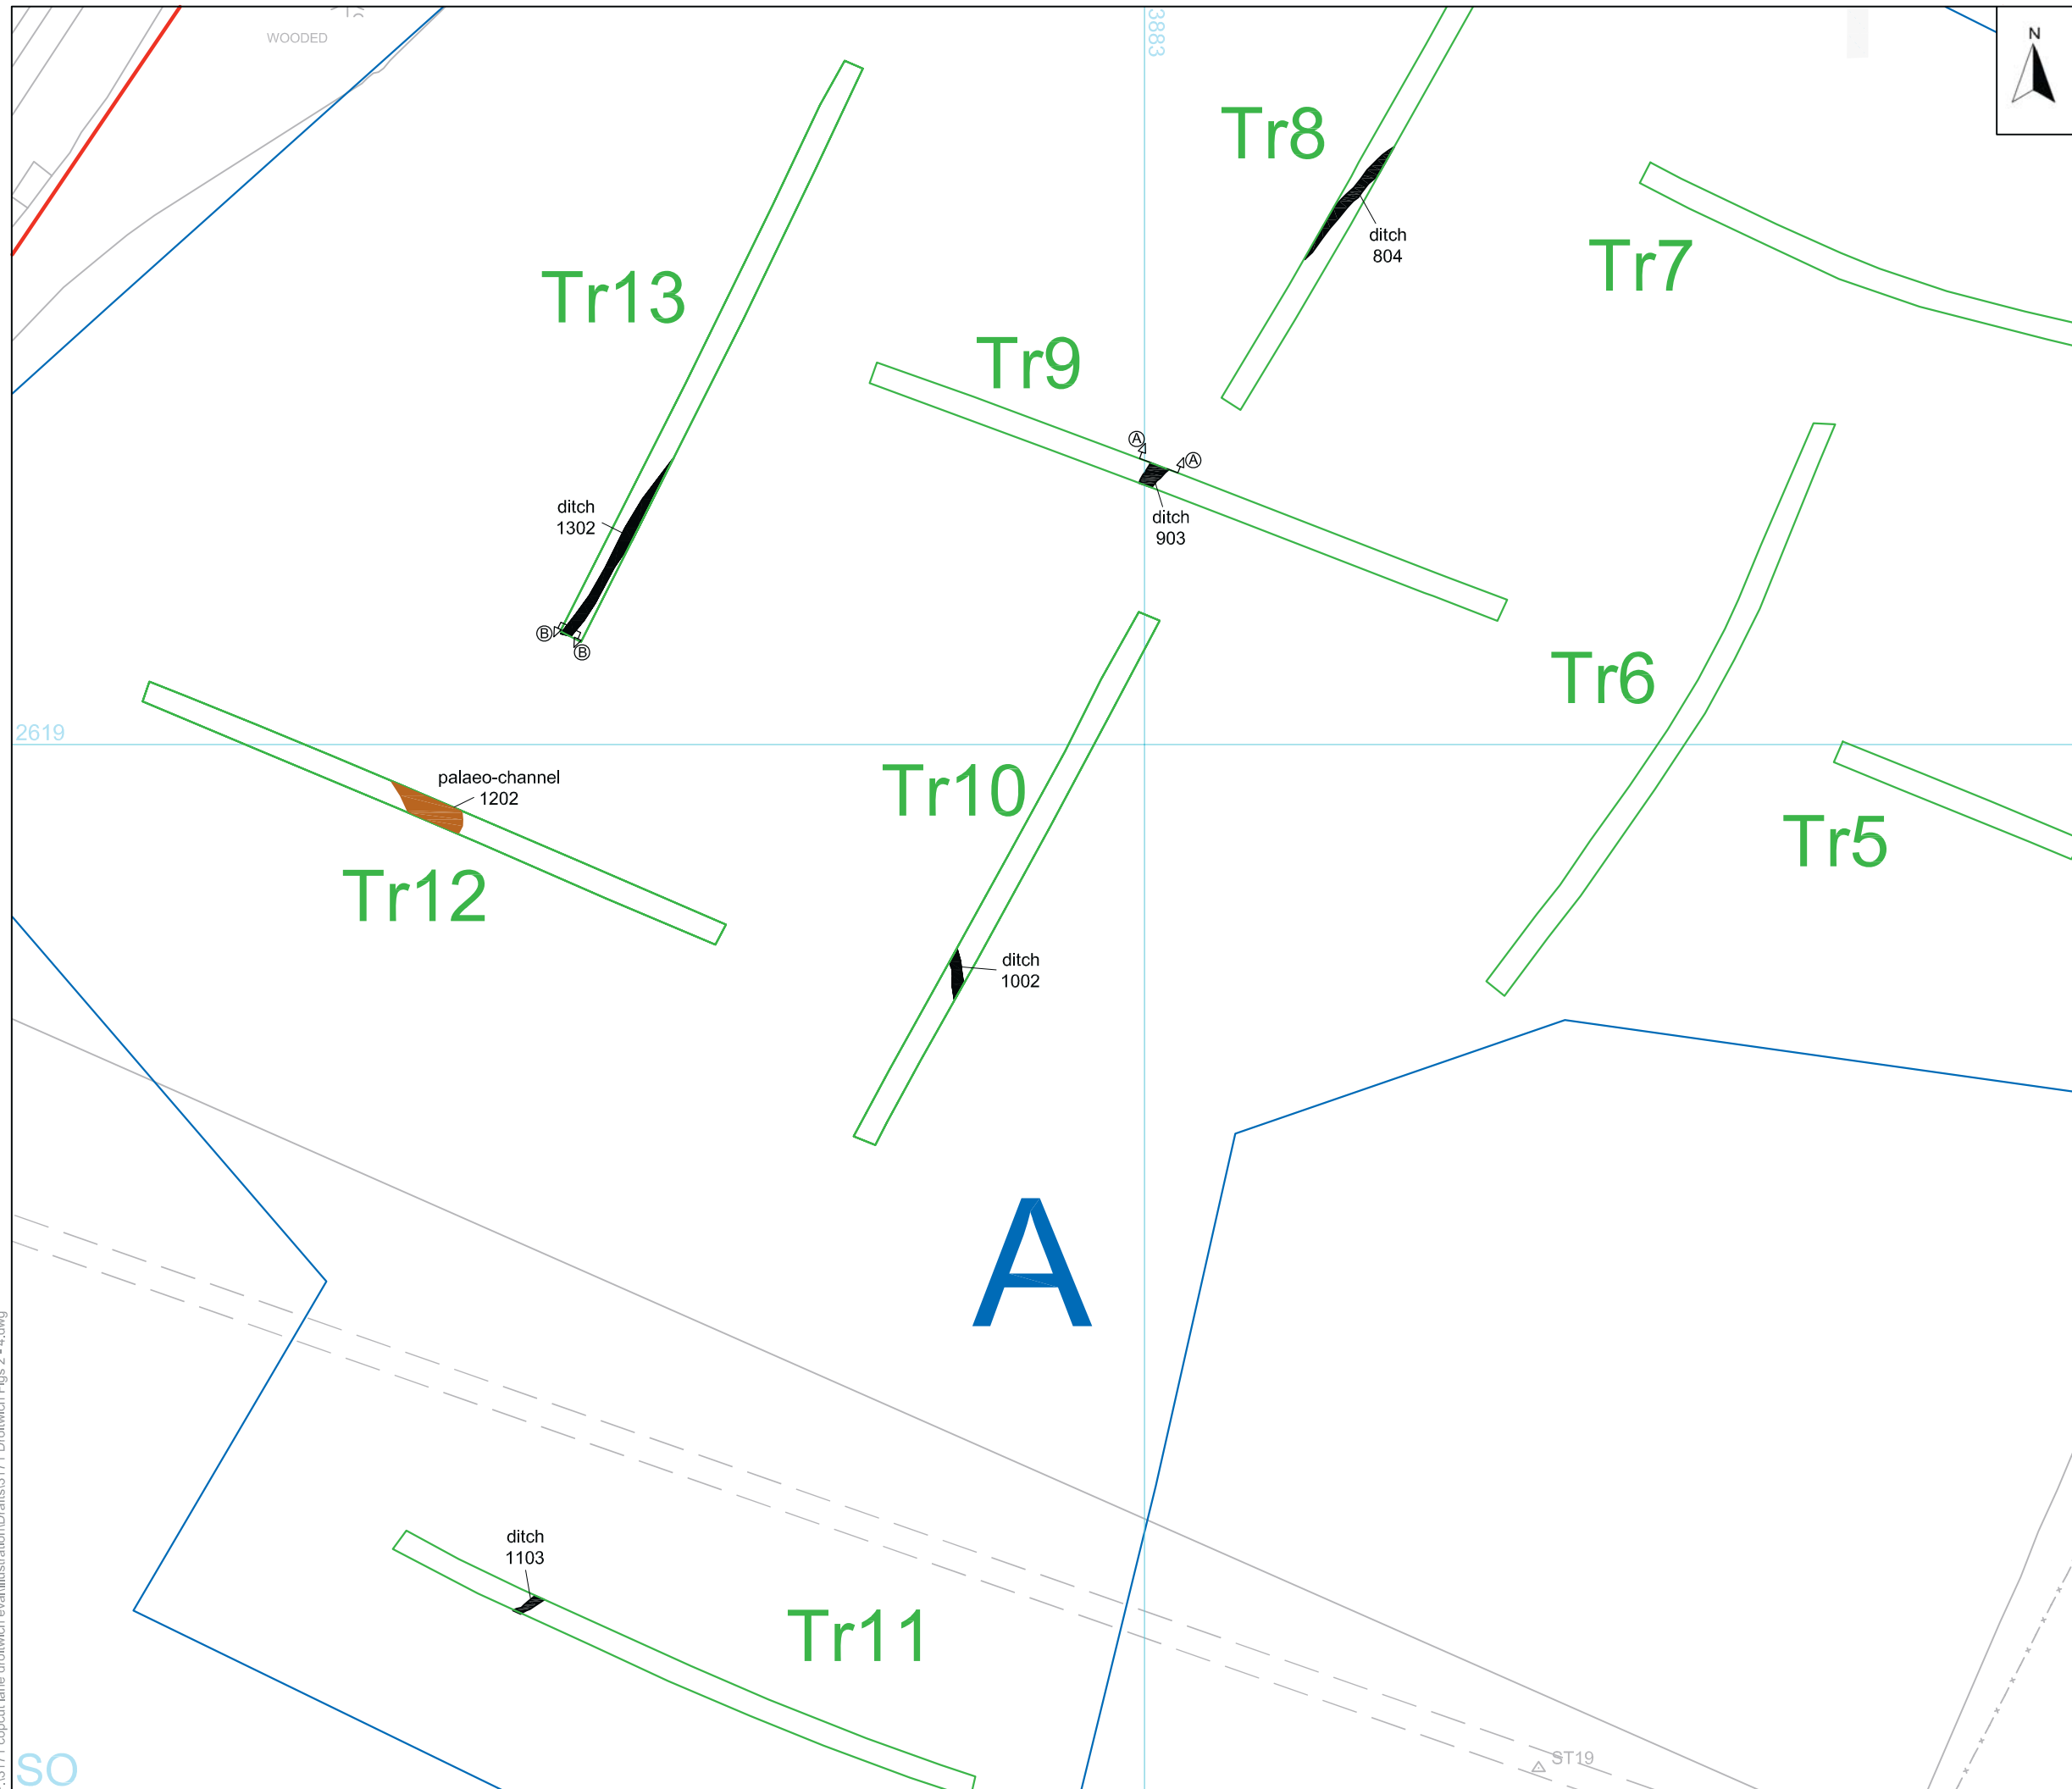 WOODED
3883
N
Tr8
ditch
804
Tr7
Tr13
Tr9
A
A
ditch
903
ditch
1302
B
B
Tr6
2619
palaeo-channel
1202
Tr10
Tr5
Tr12
ditch
1002
A
ditch
1103
Tr11
ST19
SO